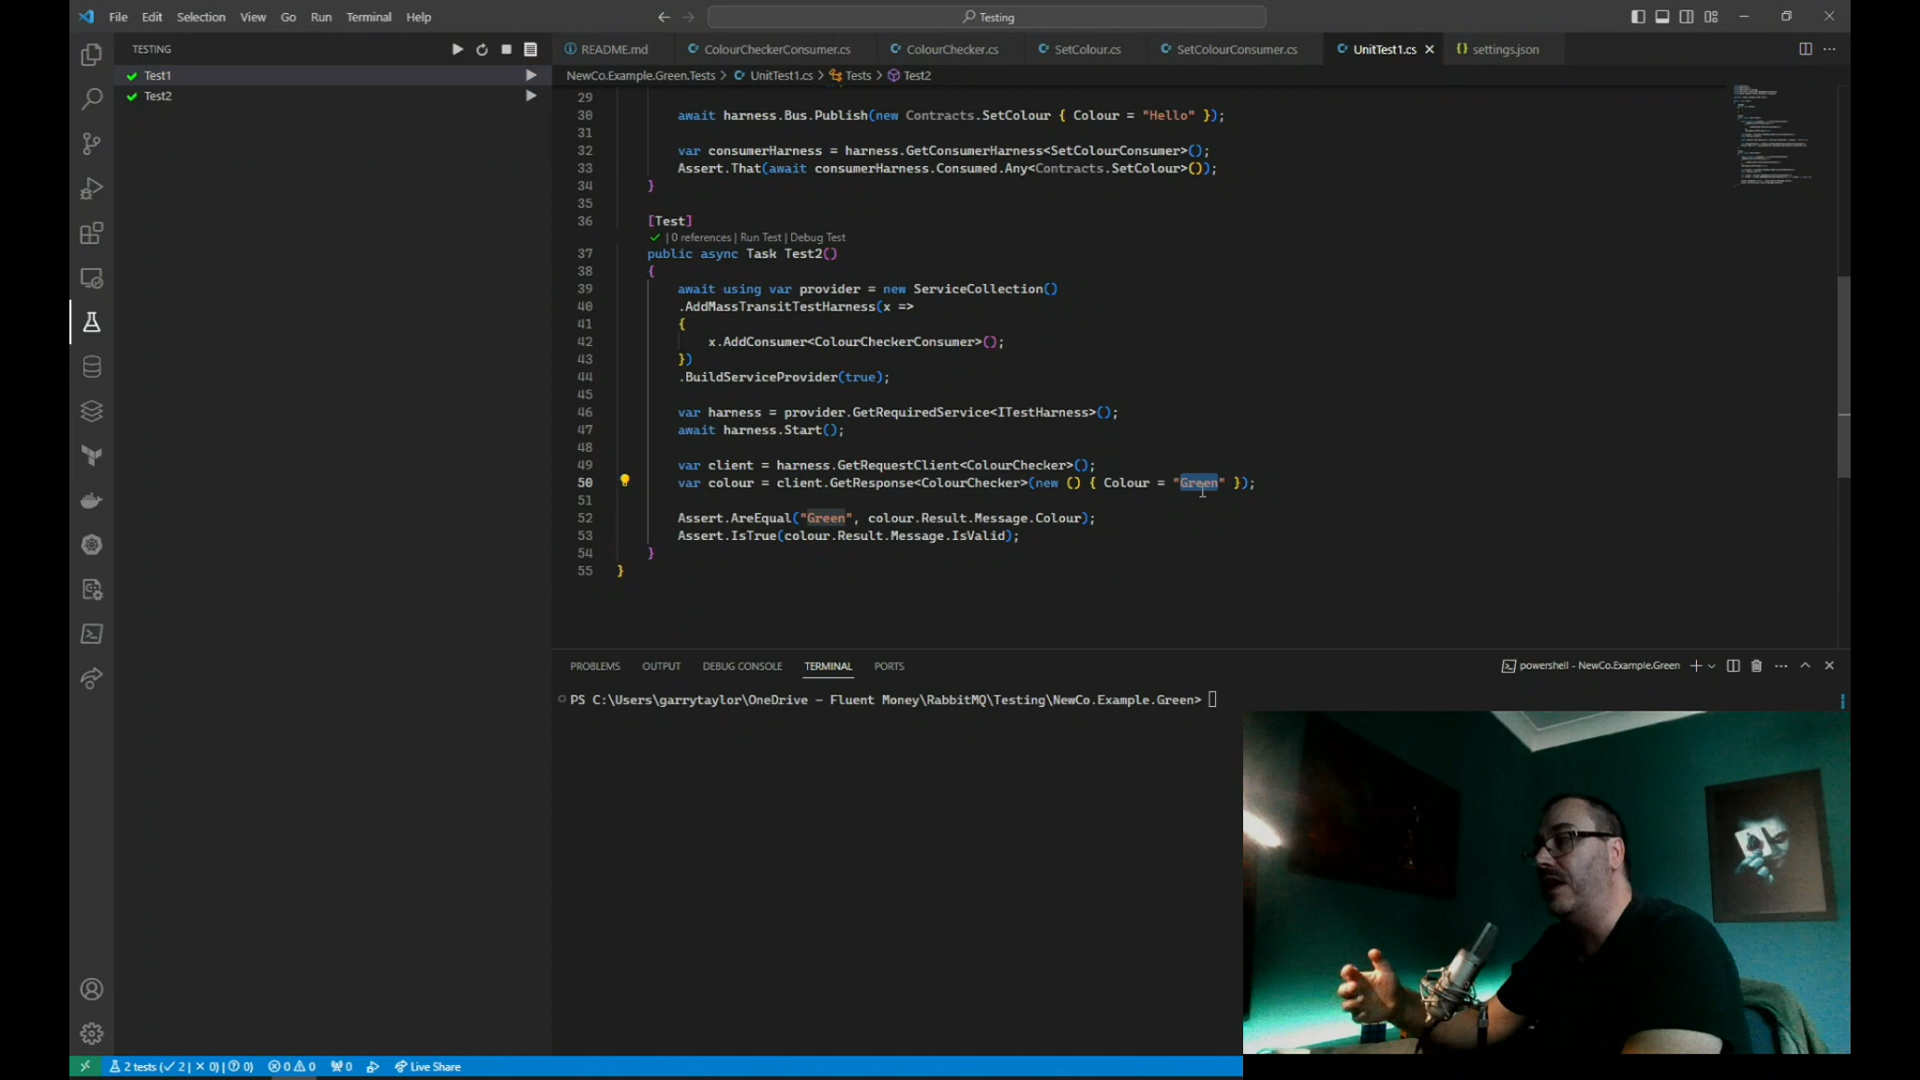 File Edit Selection View Go Run Terminal Help
Testing
TESTING
Test1
Test2
README.md
ColourCheckerConsumer.cs
ColourChecker.cs
SetColour.cs
SetColourConsumer.cs
UnitTest1.cs
settings.json
NewCo.Example.Green.Tests > UnitTest1.cs > Tests > Test2
29
30 await harness.Bus.Publish(new Contracts.SetColour { Colour = "Hello" });
31
32 var consumerHarness = harness.GetConsumerHarness<SetColourConsumer>();
33 Assert.That(await consumerHarness.Consumed.Any<Contracts.SetColour>());
34 }
35
36 [Test]
| 0 references | Run Test | Debug Test
37 public async Task Test2()
38 {
39 await using var provider = new ServiceCollection()
40 .AddMassTransitTestHarness(x =>
41 {
42 x.AddConsumer<ColourCheckerConsumer>();
43 })
44 .BuildServiceProvider(true);
45
46 var harness = provider.GetRequiredService<ITestHarness>();
47 await harness.Start();
48
49 var client = harness.GetRequestClient<ColourChecker>();
50 var colour = client.GetResponse<ColourChecker>(new () { Colour = "Green" });
51
52 Assert.AreEqual("Green", colour.Result.Message.Colour);
53 Assert.IsTrue(colour.Result.Message.IsValid);
54 }
55 }
PROBLEMS OUTPUT DEBUG CONSOLE TERMINAL PORTS
powershell - NewCo.Example.Green
PS C:\Users\garrytaylor\OneDrive - Fluent Money\RabbitMQ\Testing\NewCo.Example.Green>
2 tests (✓ 2 | ✕ 0) 0) 0 0 0 Live Share